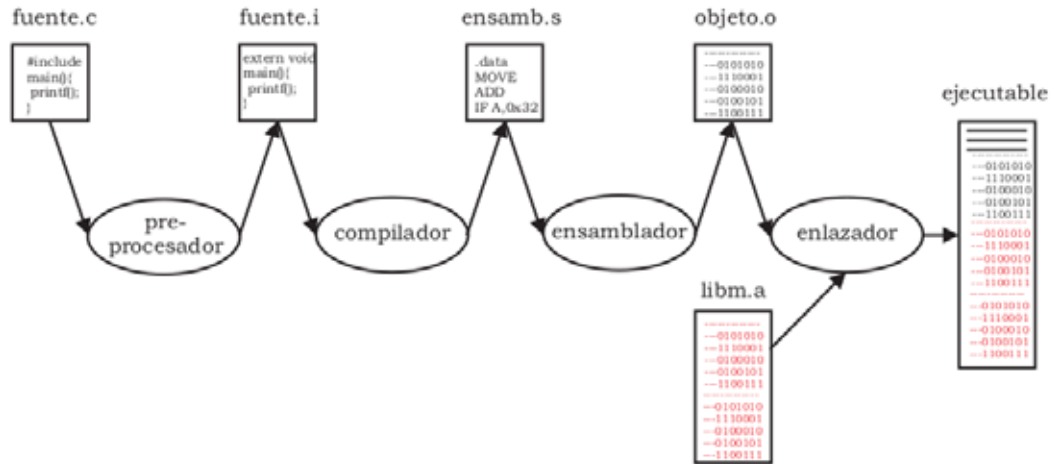 fuente.c
fuente.i
ensamb.s
objeto.o
#include
main(){
printf();
}
extern void
main(){
printf();
}
.data
MOVE
ADD
IF A,0x32
---0101010
---1110001
---0100010
---0100101
---1100111
ejecutable
---0101010
---1110001
---0100010
---0100101
---1100111
---0101010
---1110001
---0100010
---0100101
---1100111
---0101010
---1110001
---0100010
---0100101
---1100111
pre-
procesador
compilador
ensamblador
enlazador
libm.a
---0101010
---1110001
---0100010
---0100101
---1100111
---0101010
---1110001
---0100010
---0100101
---1100111